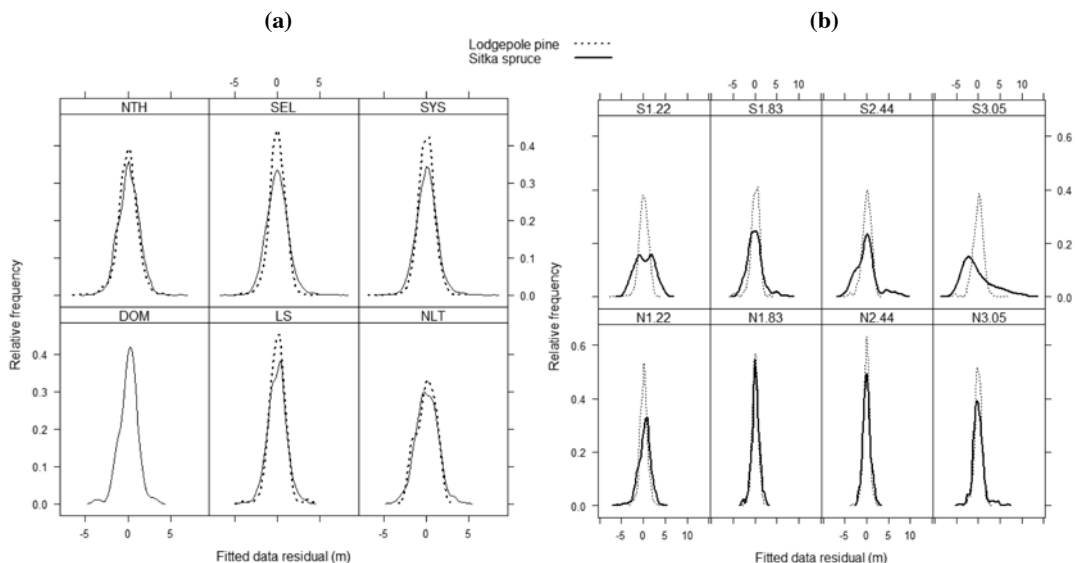 (a)
(b)
Lodgepole pine
Sitka spruce
-5 0 5
NTH SEL SYS
0.4
0.3
0.2
0.1
0.0
DOM LS NLT
0.4
0.3
0.2
0.1
0.0
-5 0 5 -5 0 5
Relative frequency
Fitted data residual (m)
-5 0 5 10 -5 0 5 10
S1.22 S1.83 S2.44 S3.05
0.6
0.4
0.2
0.0
N1.22 N1.83 N2.44 N3.05
0.6
0.4
0.2
0.0
-5 0 5 10 -5 0 5 10
Relative frequency
Fitted data residual (m)